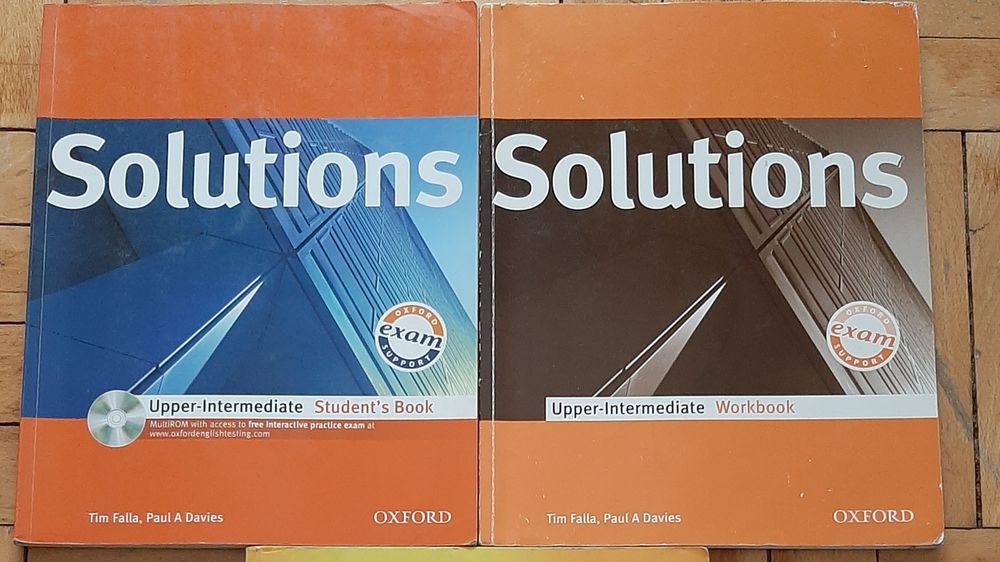 Solutions
OXFORD
exam
SUPPORT
Upper-Intermediate Student's Book
MultiROM with access to free interactive practice exam at
www.oxfordenglishtesting.com
Tim Falla, Paul A Davies
OXFORD
Solutions
OXFORD
exam
SUPPORT
Upper-Intermediate Workbook
Tim Falla, Paul A Davies
OXFORD